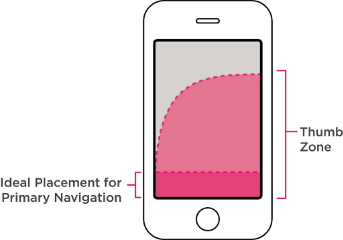 Thumb
Zone
Ideal Placement for
Primary Navigation